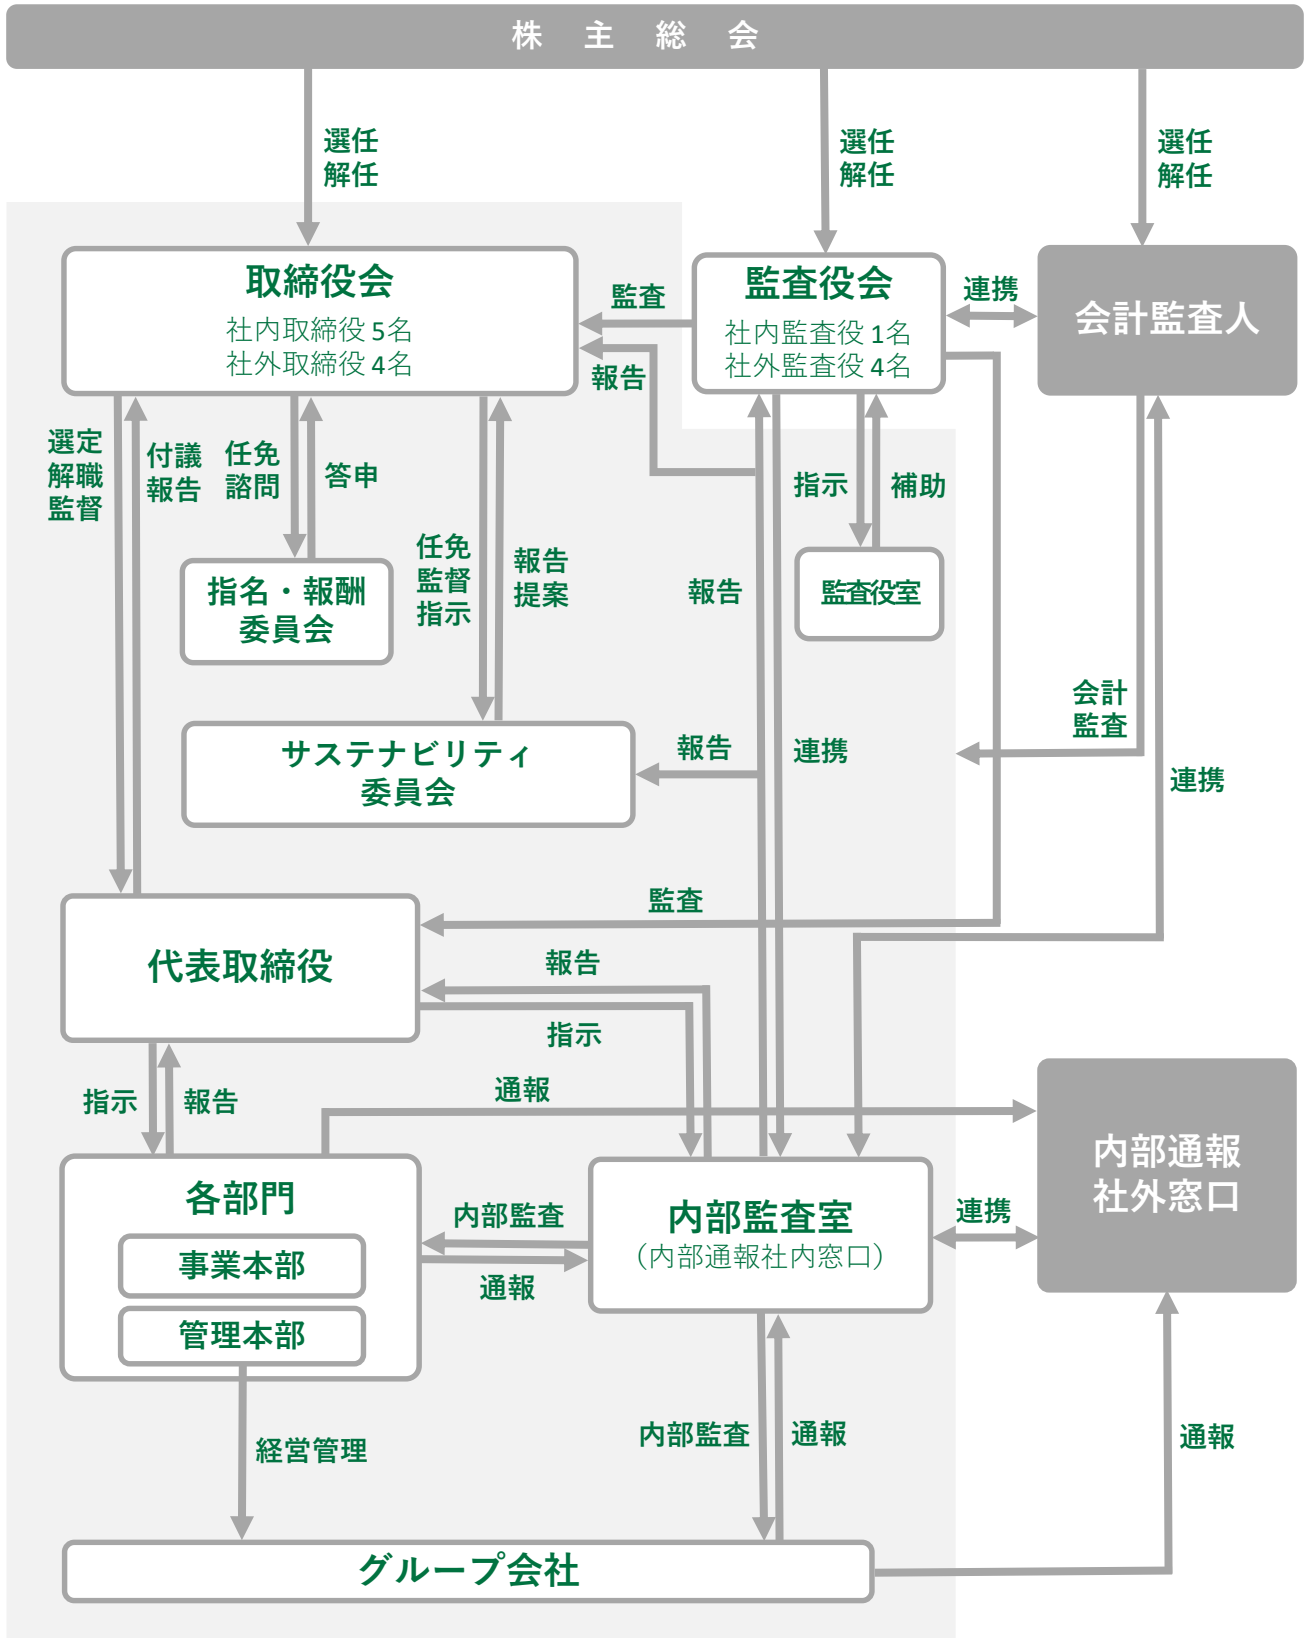 株主総会
選任
解任
選任
解任
選任
解任
取締役会
社内取締役 5名
社外取締役 4名
監査
報告
監査役会
社内監査役 1名
社外監査役 4名
連携
会計監査人
選定
解職
監督
付議
報告
任免
諮問
答申
任免
監督
指示
報告
提案
指示
補助
指名・報酬
委員会
報告
監査役室
サステナビリティ
委員会
報告
連携
会計
監査
連携
監査
代表取締役
報告
指示
指示
報告
通報
内部通報
社外窓口
各部門
事業本部
管理本部
内部監査
通報
内部監査室
（内部通報社内窓口）
連携
経営管理
内部監査
通報
通報
グループ会社